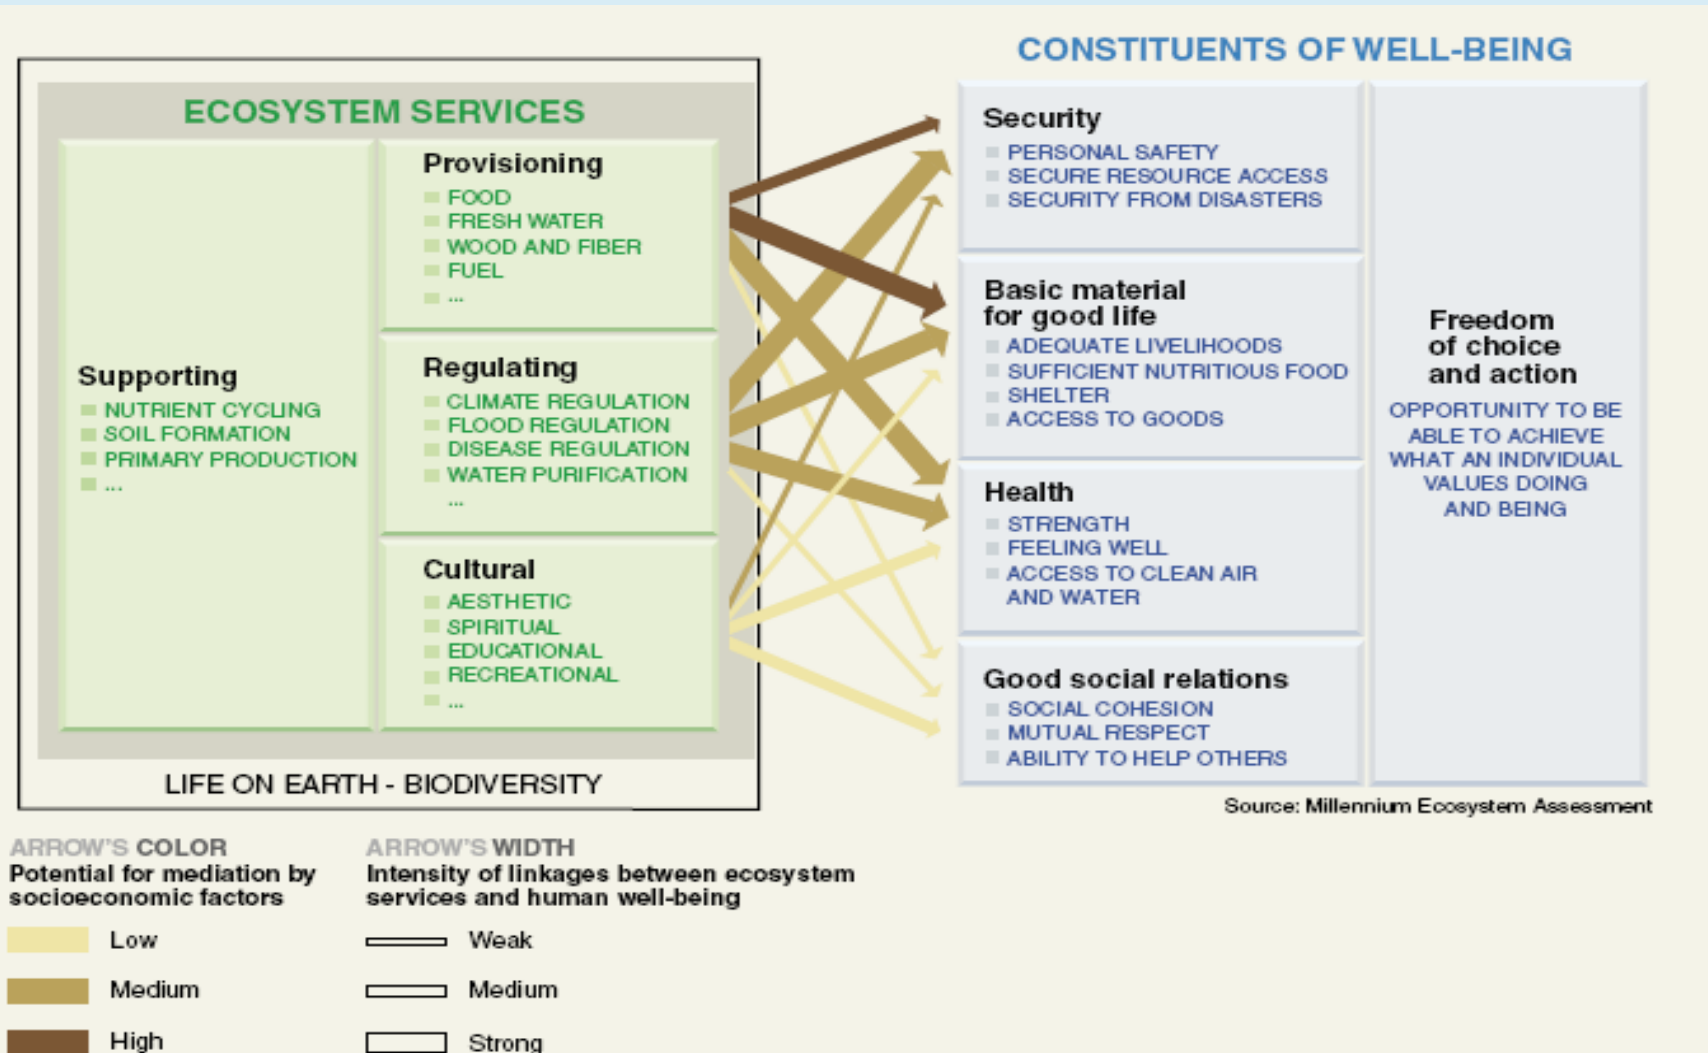 CONSTITUENTS OF WELL-BEING
ECOSYSTEM SERVICES
Supporting
NUTRIENT CYCLING
SOIL FORMATION
PRIMARY PRODUCTION
...
Provisioning
FOOD
FRESH WATER
WOOD AND FIBER
FUEL
...
Regulating
CLIMATE REGULATION
FLOOD REGULATION
DISEASE REGULATION
WATER PURIFICATION
...
Cultural
AESTHETIC
SPIRITUAL
EDUCATIONAL
RECREATIONAL
...
LIFE ON EARTH - BIODIVERSITY
Security
PERSONAL SAFETY
SECURE RESOURCE ACCESS
SECURITY FROM DISASTERS
Basic material
for good life
ADEQUATE LIVELIHOODS
SUFFICIENT NUTRITIOUS FOOD
SHELTER
ACCESS TO GOODS
Health
STRENGTH
FEELING WELL
ACCESS TO CLEAN AIR
AND WATER
Good social relations
SOCIAL COHESION
MUTUAL RESPECT
ABILITY TO HELP OTHERS
Freedom
of choice
and action
OPPORTUNITY TO BE
ABLE TO ACHIEVE
WHAT AN INDIVIDUAL
VALUES DOING
AND BEING
Source: Millennium Ecosystem Assessment
ARROW'S COLOR
Potential for mediation by
socioeconomic factors
Low
Medium
High
ARROW'S WIDTH
Intensity of linkages between ecosystem
services and human well-being
Weak
Medium
Strong